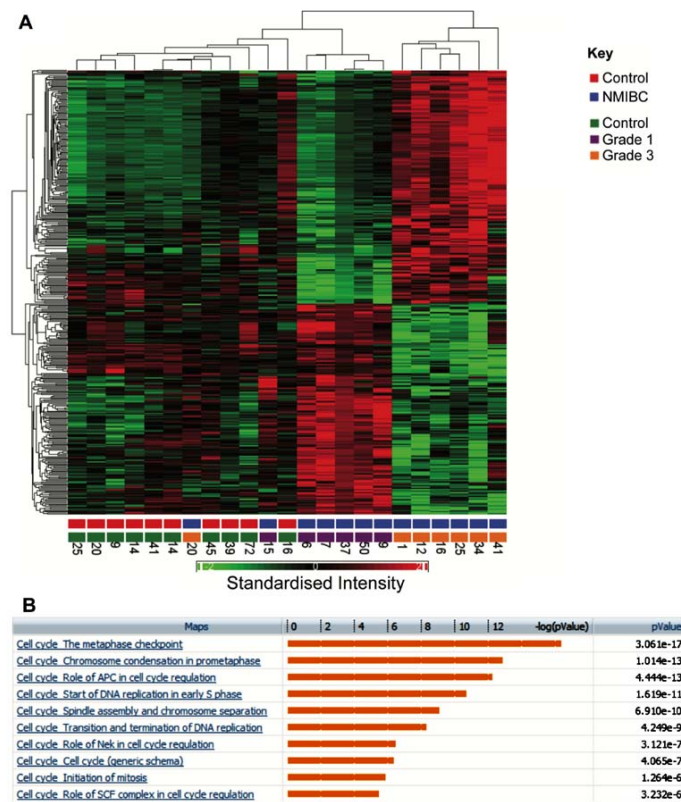 A
Key
Control
NMIBC
Control
Grade 1
Grade 3
25 20 9 14 41 14 20 45 39 72 15 16 6 7 37 50 9 1 12 16 25 34 41
-2 0 2
Standardised Intensity
B
Maps 0 2 4 6 8 10 12 -log(pValue) pValue
Cell cycle The metaphase checkpoint 3.061e-17
Cell cycle Chromosome condensation in prometaphase 1.014e-13
Cell cycle Role of APC in cell cycle regulation 4.444e-13
Cell cycle Start of DNA replication in early S phase 1.619e-11
Cell cycle Spindle assembly and chromosome separation 6.910e-10
Cell cycle Transition and termination of DNA replication 4.249e-9
Cell cycle Role of Nek in cell cycle regulation 3.121e-7
Cell cycle Cell cycle (generic schema) 4.065e-7
Cell cycle Initiation of mitosis 1.264e-6
Cell cycle Role of SCF complex in cell cycle regulation 3.232e-6